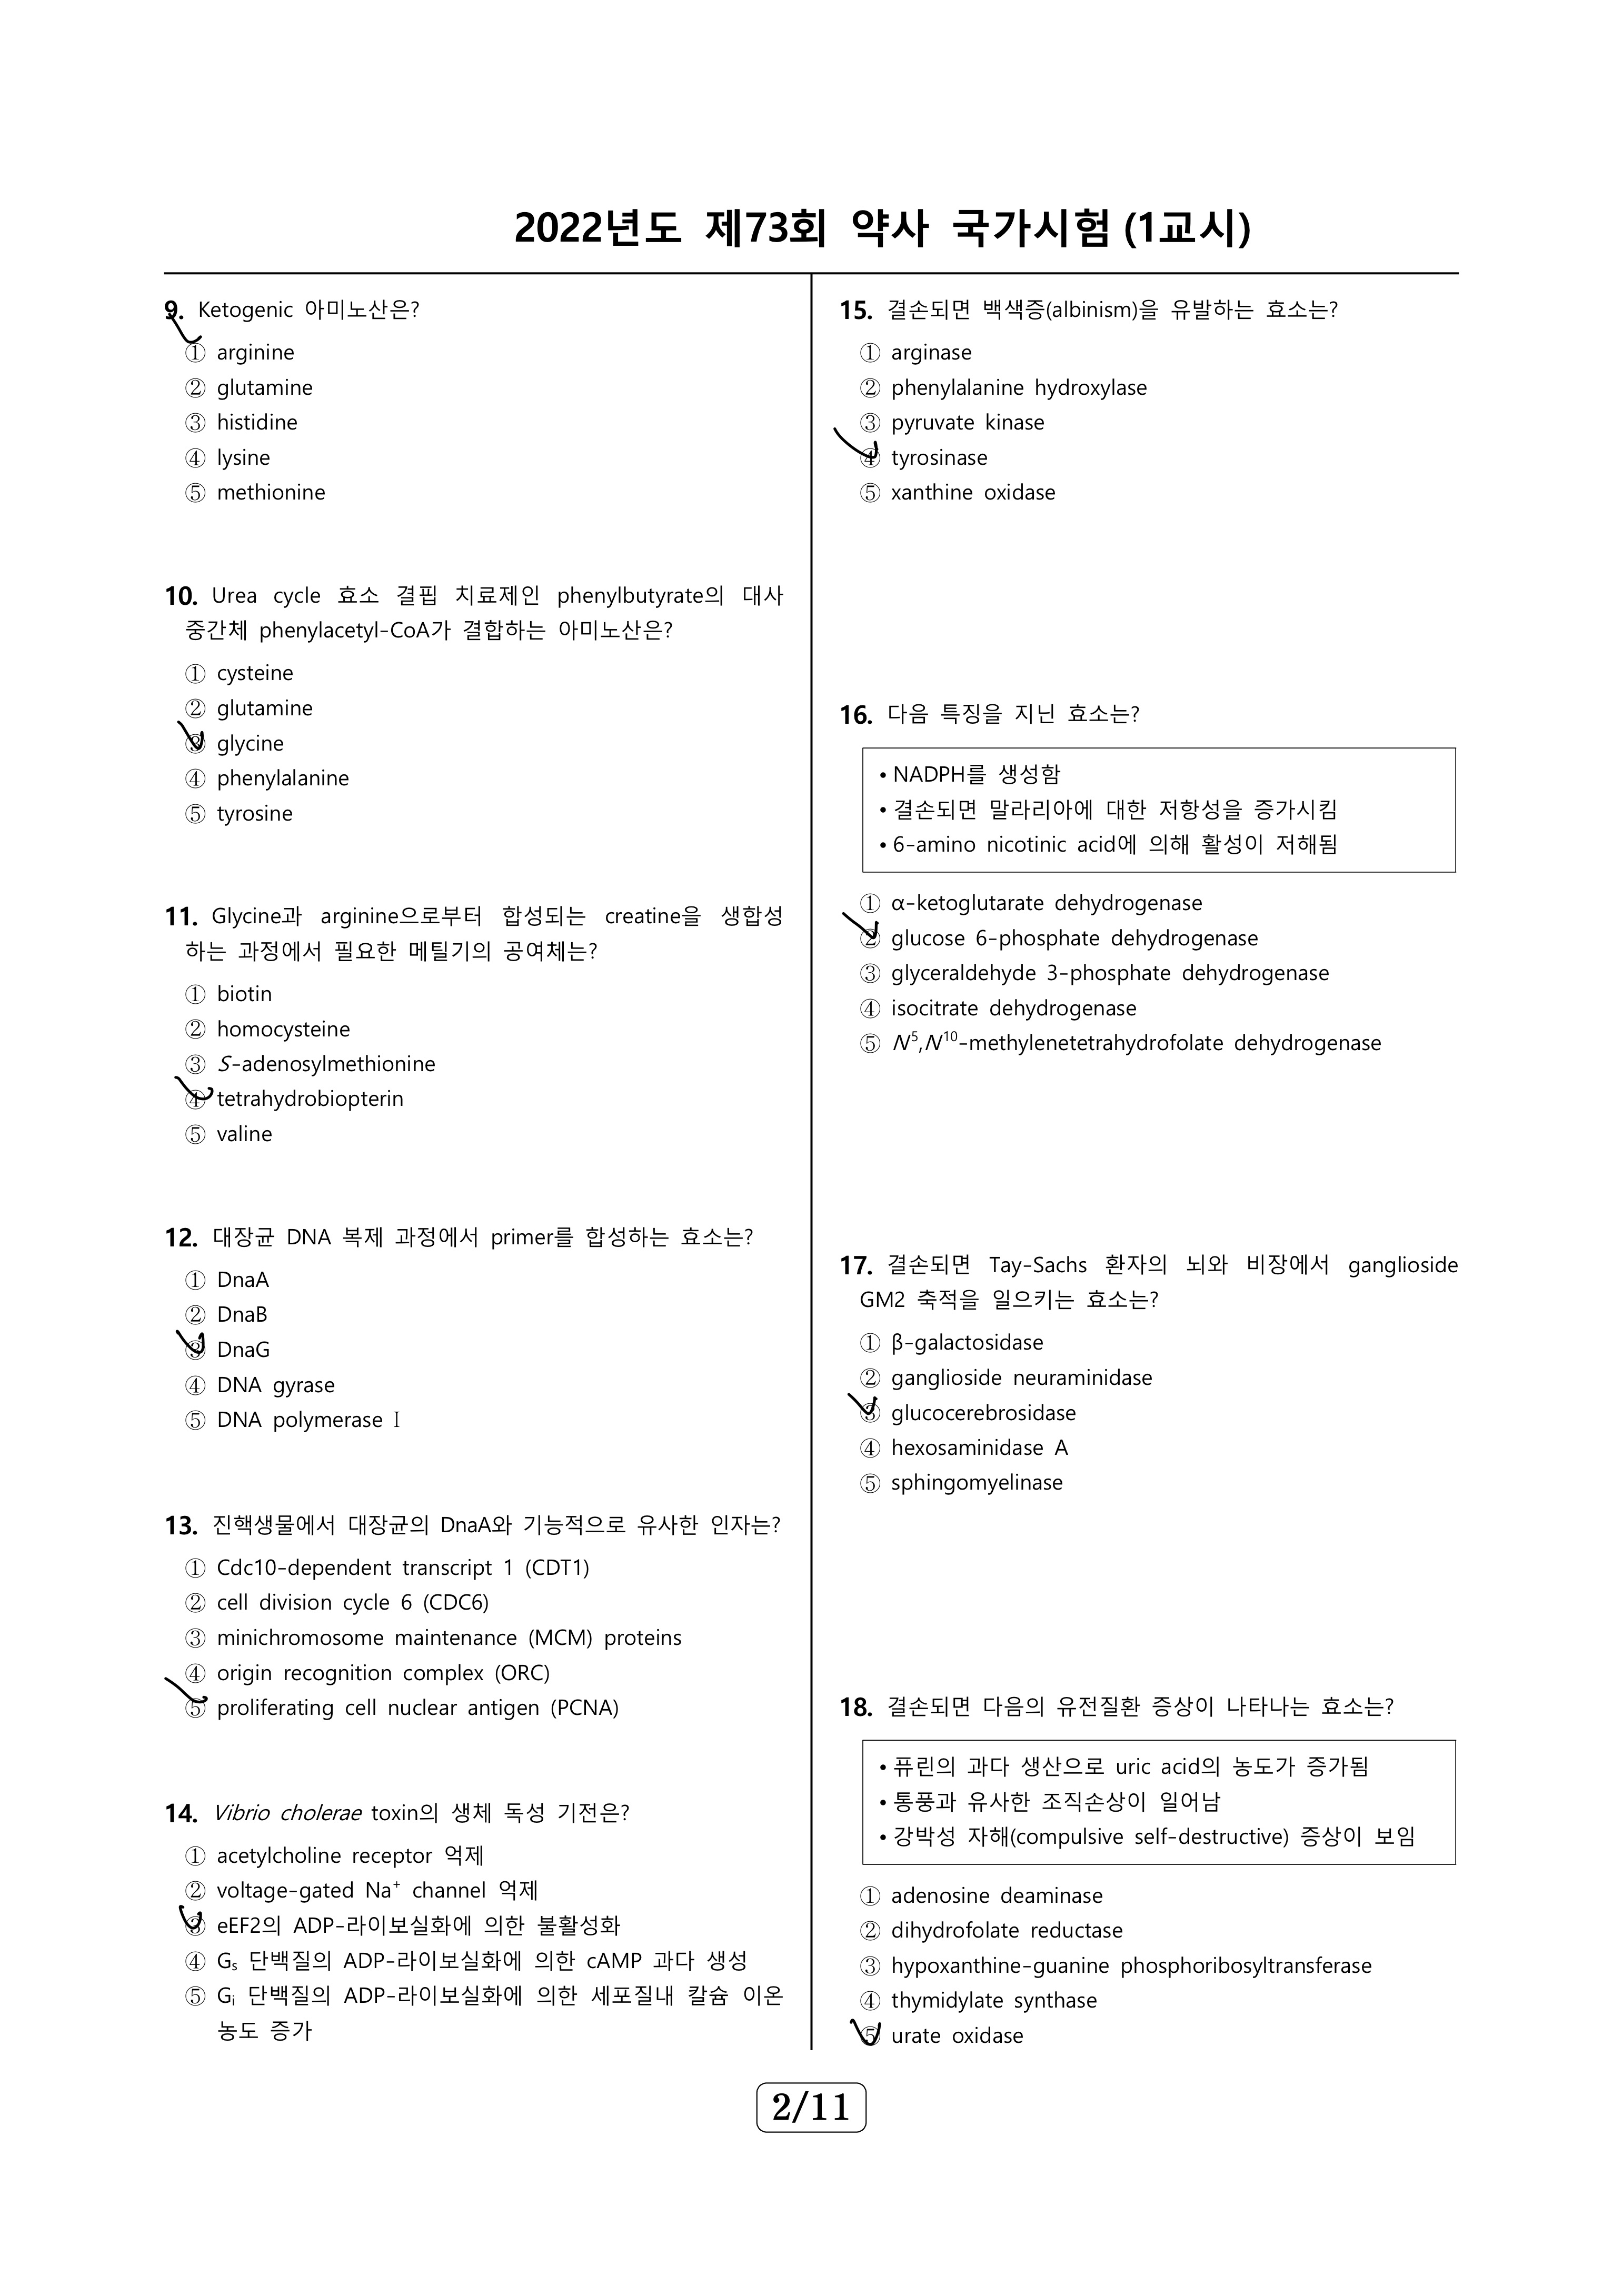 2022년도 제73회 약사 국가시험 (1교시)
9. Ketogenic 아미노산은?
① arginine
② glutamine
③ histidine
④ lysine
⑤ methionine
10. Urea cycle 효소 결핍 치료제인 phenylbutyrate의 대사
중간체 phenylacetyl-CoA가 결합하는 아미노산은?
① cysteine
② glutamine
③ glycine
④ phenylalanine
⑤ tyrosine
11. Glycine과 arginine으로부터 합성되는 creatine을 생합성
하는 과정에서 필요한 메틸기의 공여체는?
① biotin
② homocysteine
③ S-adenosylmethionine
④ tetrahydrobiopterin
⑤ valine
12. 대장균 DNA 복제 과정에서 primer를 합성하는 효소는?
① DnaA
② DnaB
③ DnaG
④ DNA gyrase
⑤ DNA polymerase Ⅰ
13. 진핵생물에서 대장균의 DnaA와 기능적으로 유사한 인자는?
① Cdc10-dependent transcript 1 (CDT1)
② cell division cycle 6 (CDC6)
③ minichromosome maintenance (MCM) proteins
④ origin recognition complex (ORC)
⑤ proliferating cell nuclear antigen (PCNA)
14. Vibrio cholerae toxin의 생체 독성 기전은?
① acetylcholine receptor 억제
② voltage-gated Na⁺ channel 억제
③ eEF2의 ADP-라이보실화에 의한 불활성화
④ Gₛ 단백질의 ADP-라이보실화에 의한 cAMP 과다 생성
⑤ Gᵢ 단백질의 ADP-라이보실화에 의한 세포질내 칼슘 이온
농도 증가
15. 결손되면 백색증(albinism)을 유발하는 효소는?
① arginase
② phenylalanine hydroxylase
③ pyruvate kinase
④ tyrosinase
⑤ xanthine oxidase
16. 다음 특징을 지닌 효소는?
• NADPH를 생성함
• 결손되면 말라리아에 대한 저항성을 증가시킴
• 6-amino nicotinic acid에 의해 활성이 저해됨
① α-ketoglutarate dehydrogenase
② glucose 6-phosphate dehydrogenase
③ glyceraldehyde 3-phosphate dehydrogenase
④ isocitrate dehydrogenase
⑤ N⁵,N¹⁰-methylenetetrahydrofolate dehydrogenase
17. 결손되면 Tay-Sachs 환자의 뇌와 비장에서 ganglioside
GM2 축적을 일으키는 효소는?
① β-galactosidase
② ganglioside neuraminidase
③ glucocerebrosidase
④ hexosaminidase A
⑤ sphingomyelinase
18. 결손되면 다음의 유전질환 증상이 나타나는 효소는?
• 퓨린의 과다 생산으로 uric acid의 농도가 증가됨
• 통풍과 유사한 조직손상이 일어남
• 강박성 자해(compulsive self-destructive) 증상이 보임
① adenosine deaminase
② dihydrofolate reductase
③ hypoxanthine-guanine phosphoribosyltransferase
④ thymidylate synthase
⑤ urate oxidase
2/11